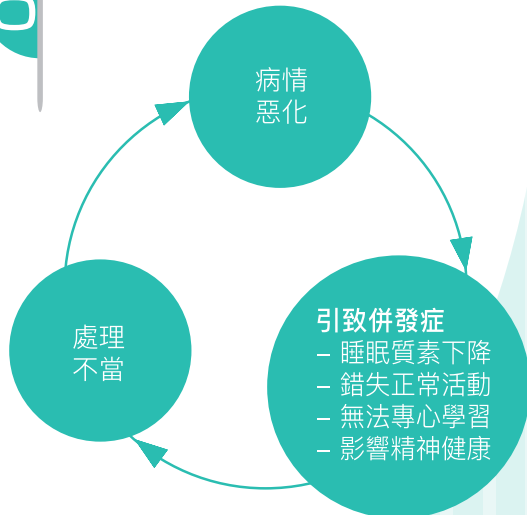 病情
惡化
引致併發症
– 睡眠質素下降
– 錯失正常活動
– 無法專心學習
– 影響精神健康
處理
不當